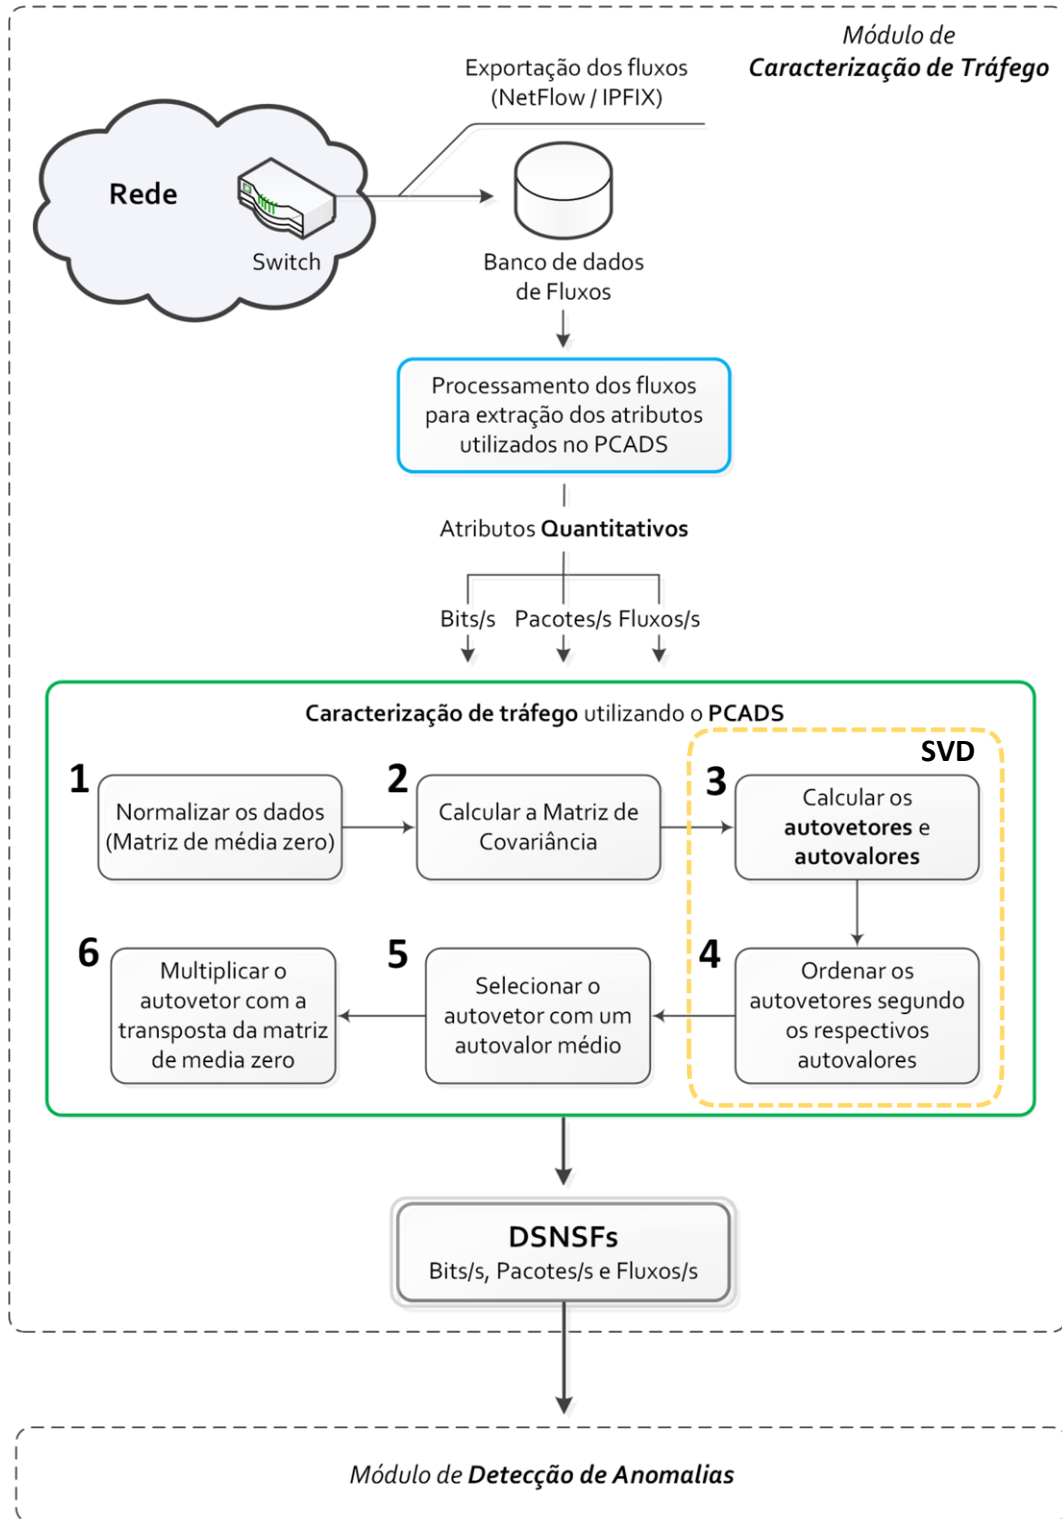 Módulo de
Caracterização de Tráfego
Exportação dos fluxos
(NetFlow / IPFIX)
Rede
Switch
Banco de dados
de Fluxos
Processamento dos fluxos
para extração dos atributos
utilizados no PCADS
Atributos Quantitativos
Bits/s Pacotes/s Fluxos/s
Caracterização de tráfego utilizando o PCADS
SVD
1
Normalizar os dados
(Matriz de média zero)
2
Calcular a Matriz de
Covariância
3
Calcular os
autovetores e
autovalores
4
Ordenar os
autovetores segundo
os respectivos
autovalores
5
Selecionar o
autovetor com um
autovalor médio
6
Multiplicar o
autovetor com a
transposta da matriz
de media zero
DSNSFs
Bits/s, Pacotes/s e Fluxos/s
Módulo de Detecção de Anomalias